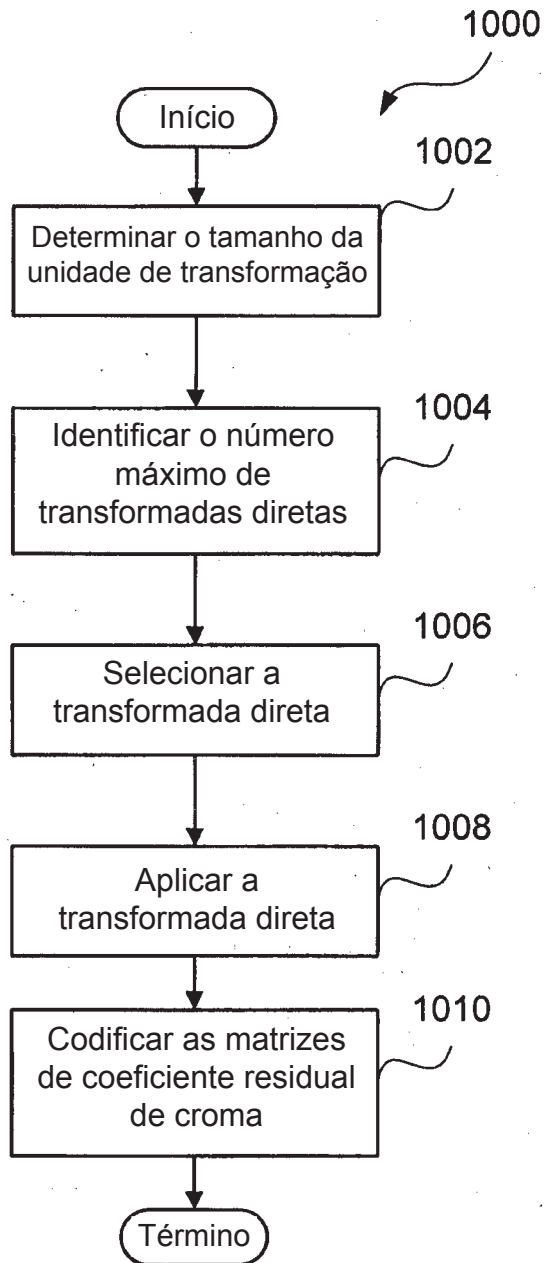 1000
Início
1002
Determinar o tamanho da
unidade de transformação
1004
Identificar o número
máximo de
transformadas diretas
1006
Selecionar a
transformada direta
1008
Aplicar a
transformada direta
1010
Codificar as matrizes
de coeficiente residual
de croma
Término